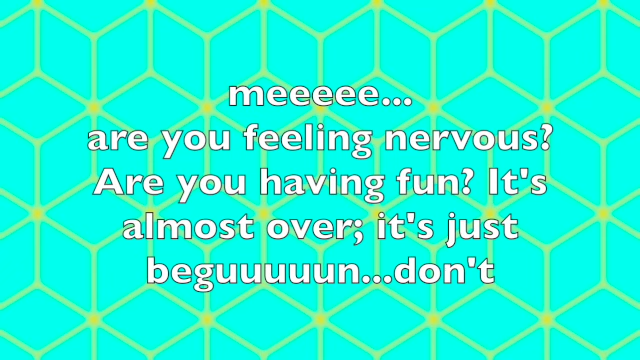 meeeee...
are you feeling nervous?
Are you having fun? It's
almost over; it's just
beguuuuun...don't